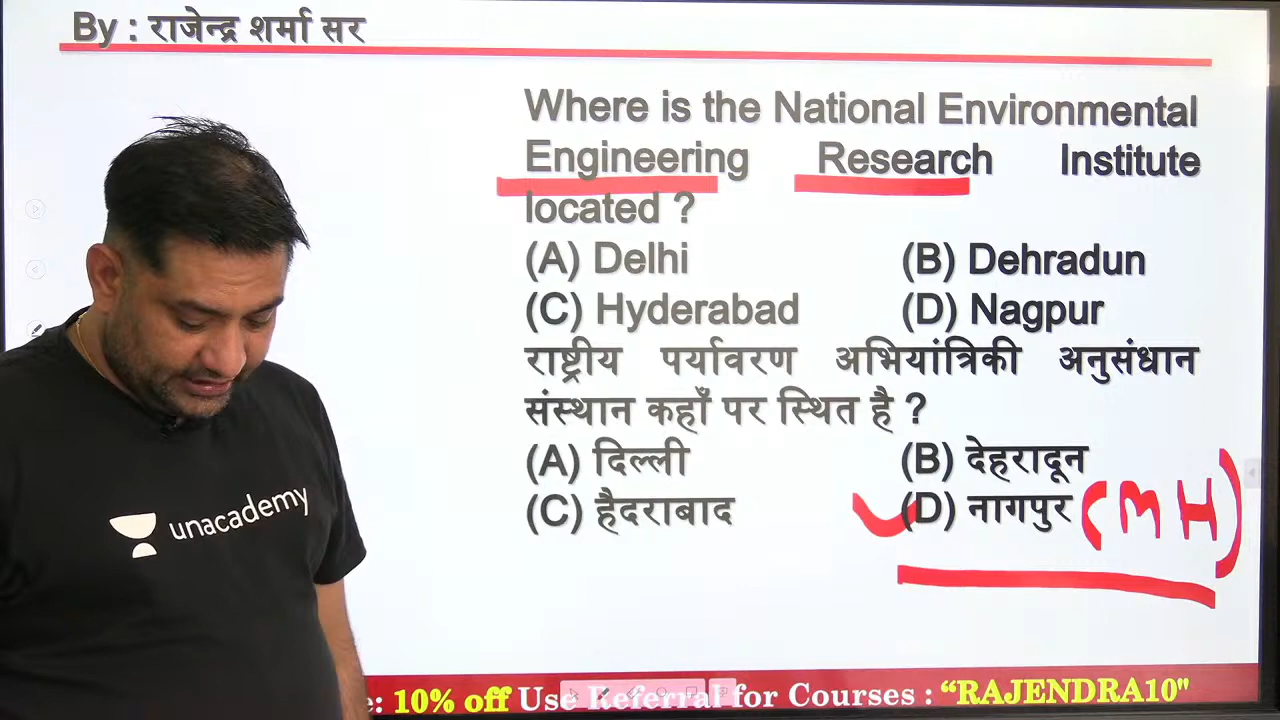 By : राजेन्द्र शर्मा सर
Where is the National Environmental
Engineering Research Institute
located ?
(A) Delhi (B) Dehradun
(C) Hyderabad (D) Nagpur
राष्ट्रीय पर्यावरण अभियांत्रिकी अनुसंधान
संस्थान कहाँ पर स्थित है ?
(A) दिल्ली (B) देहरादून
(C) हैदराबाद (D) नागपुर
unacademy
10% off Use Referral for Courses : “RAJENDRA10"